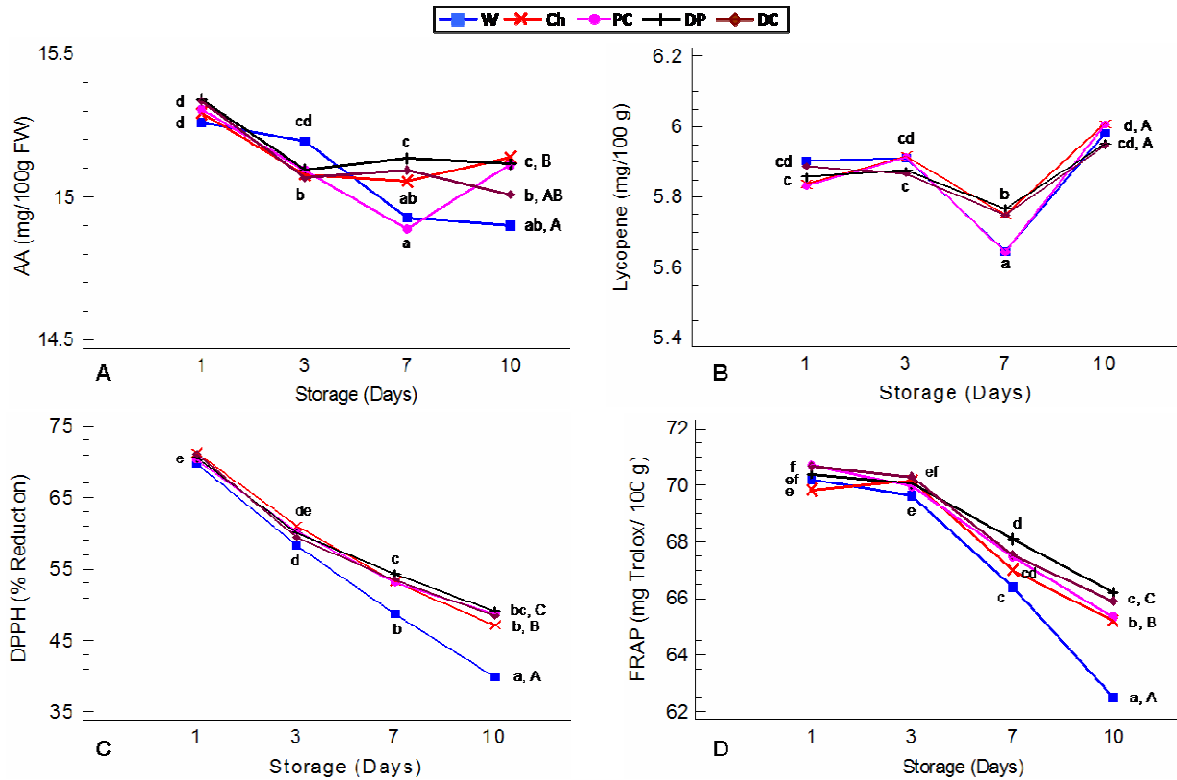 W Ch PC DP DC
15.5
15
14.5
AA (mg/100g FW)
d
d
cd
b
c
ab
a
c, B
b, AB
ab, A
1 3 7 10
A
Storage (Days)
6.2
6
5.8
5.6
5.4
Lycopene (mg/100 g)
cd
c
cd
c
b
a
d, A
cd, A
1 3 7 10
B
Storage (Days)
75
65
55
45
35
DPPH (% Reduction)
e
de
d
c
b
bc, C
b, B
a, A
1 3 7 10
C
Storage (Days)
72
70
68
66
64
62
FRAP (mg Trolox/ 100 g)
f
ef
e
ef
e
d
cd
c
c, C
b, B
a, A
1 3 7 10
D
Storage (Days)